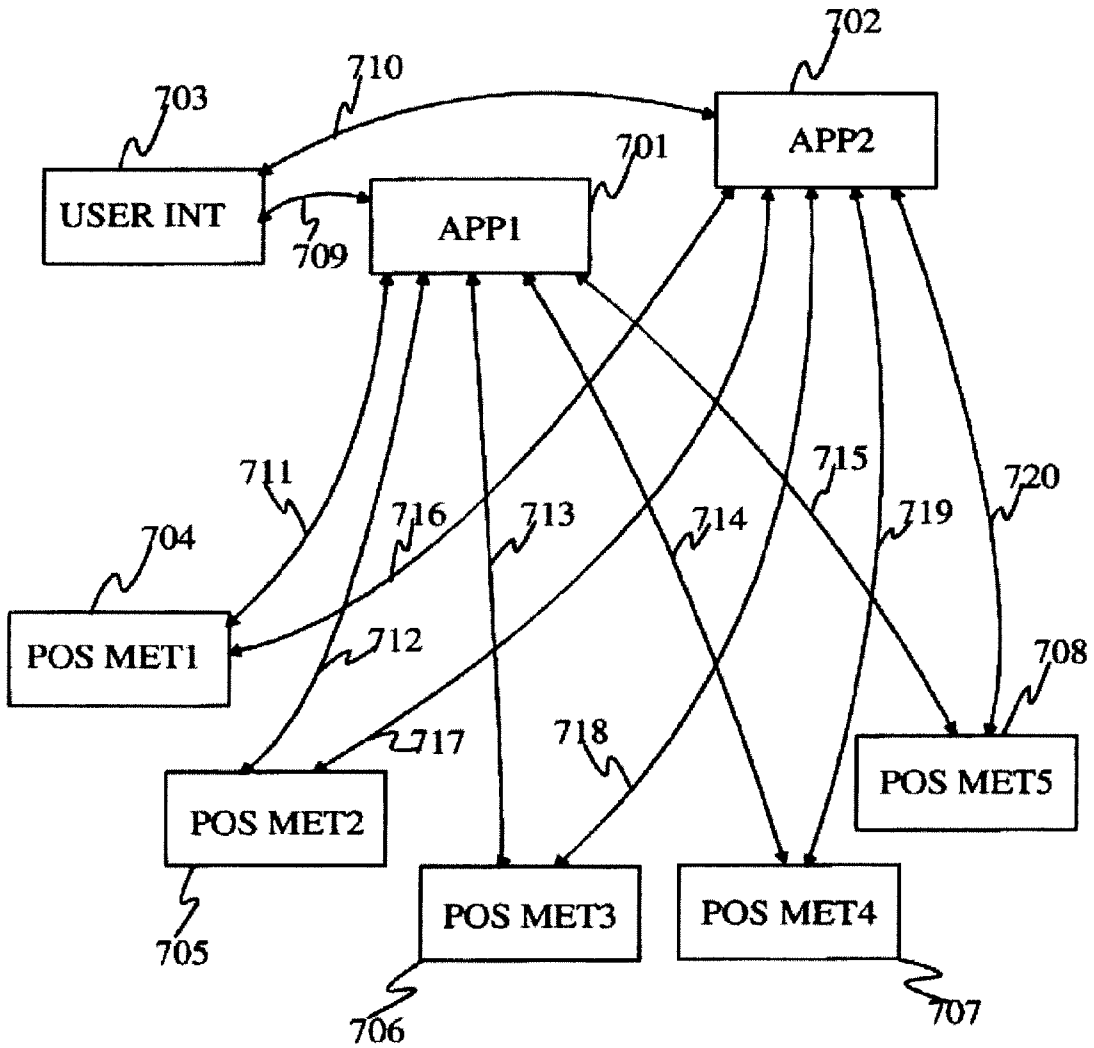 702
710
703
APP2
701
USER INT
APP1
709
711
715
720
716
713
714
719
704
712
POS MET1
708
717
718
POS MET5
POS MET2
POS MET3
POS MET4
705
706
707